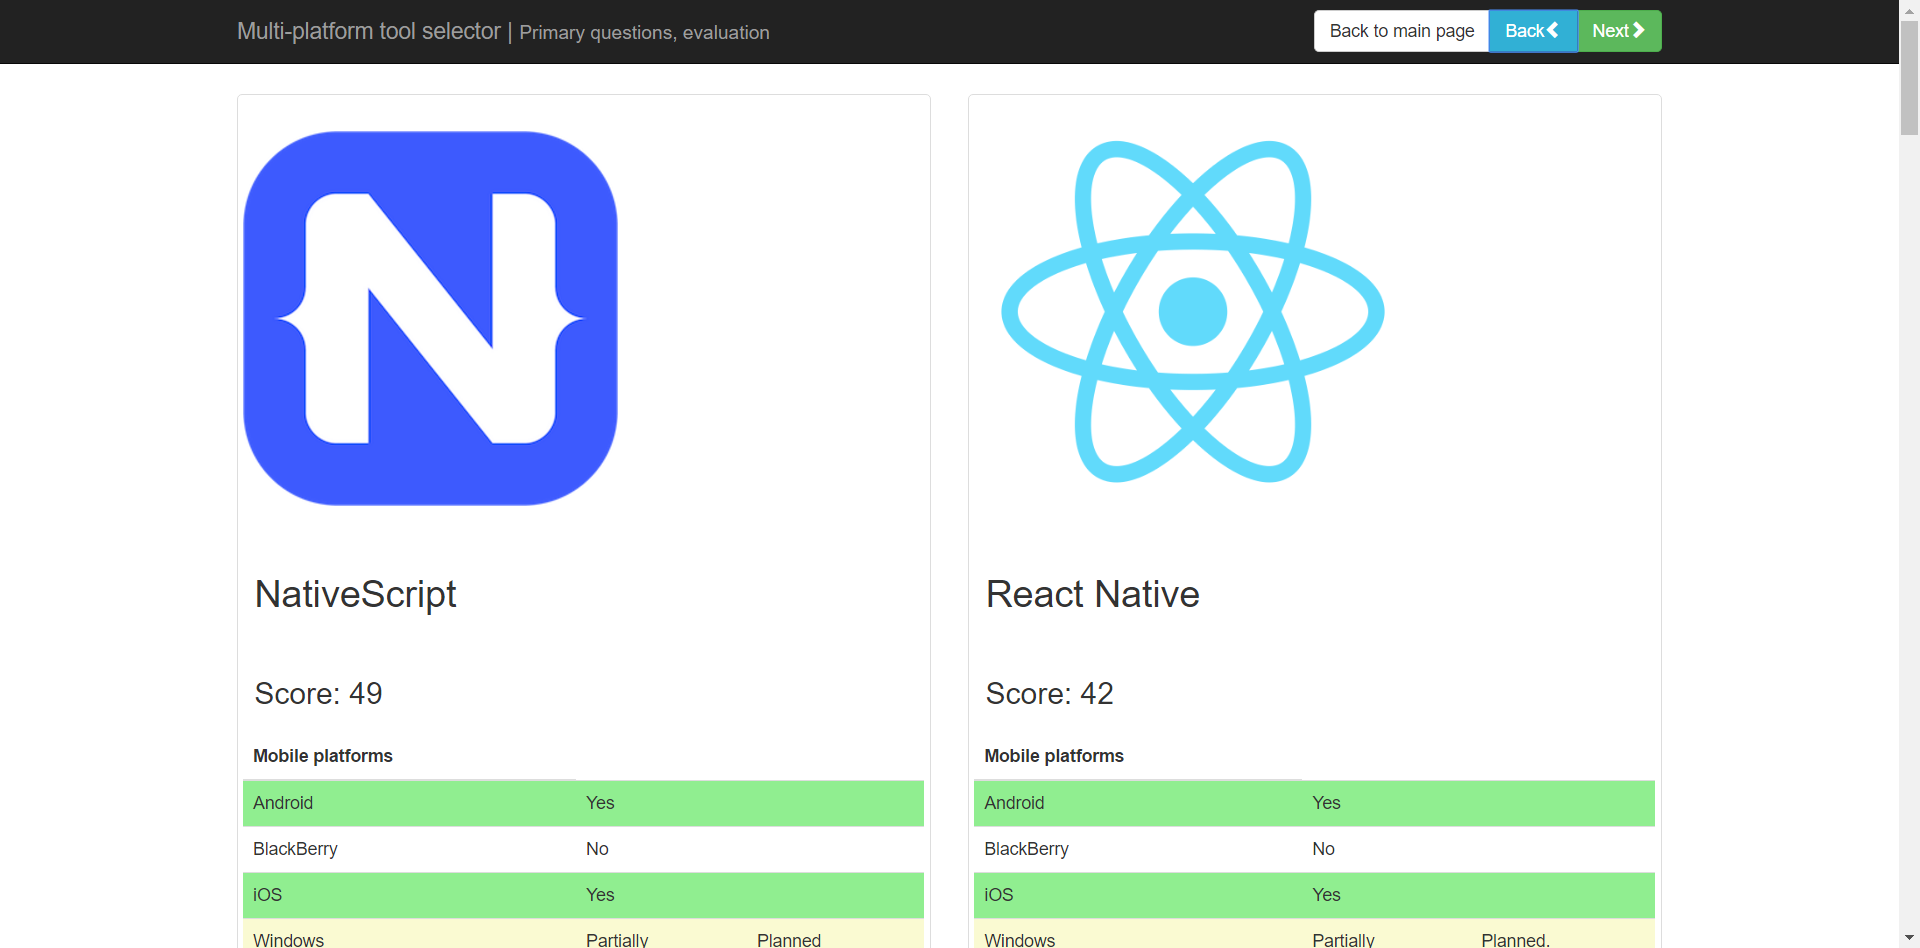 Multi-platform tool selector | Primary questions, evaluation
Back to main page
Back
Next
NativeScript
Score: 49
Mobile platforms
Android Yes
BlackBerry No
iOS Yes
Windows Partially Planned
React Native
Score: 42
Mobile platforms
Android Yes
BlackBerry No
iOS Yes
Windows Partially Planned.